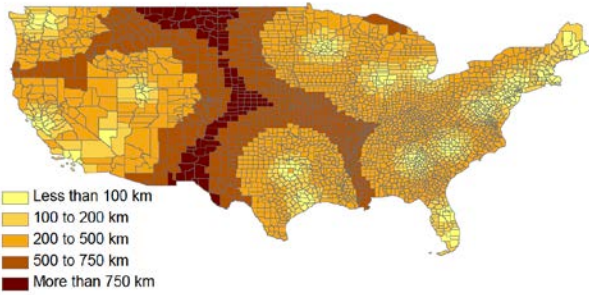 Less than 100 km
100 to 200 km
200 to 500 km
500 to 750 km
More than 750 km